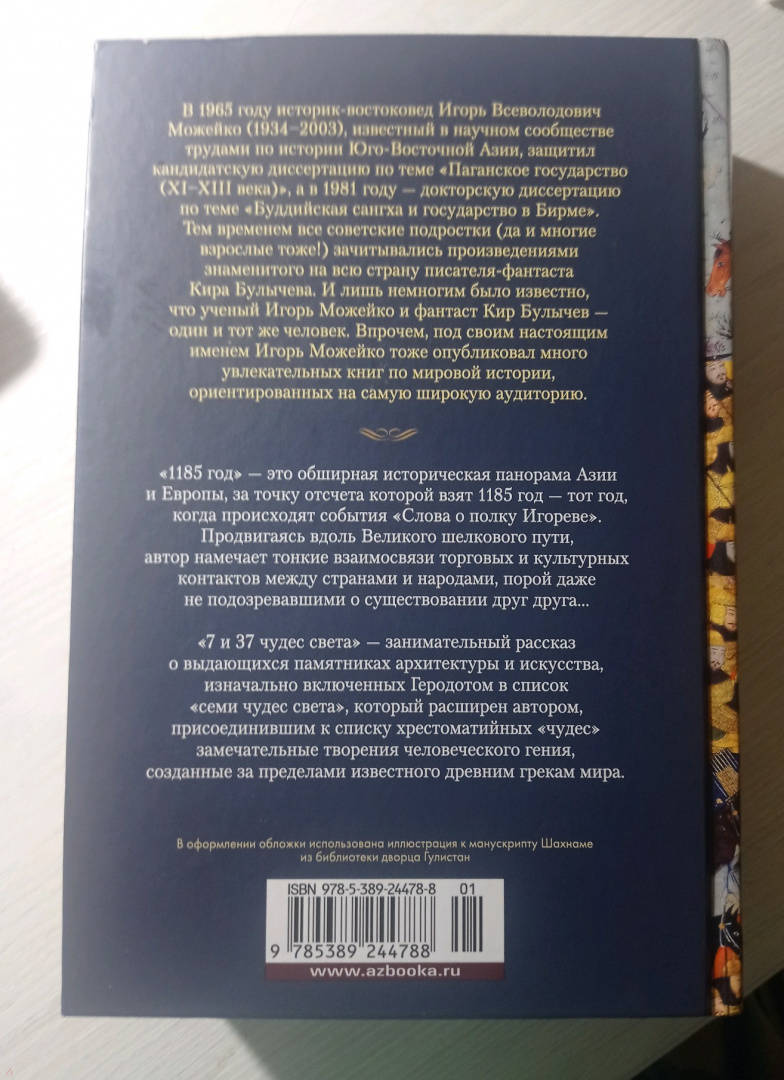 В 1965 году историк-востоковед Игорь Всеволодович
Можейко (1934–2003), известный в научном сообществе
трудами по истории Юго-Восточной Азии, защитил
кандидатскую диссертацию по теме «Паганское государство
(XI–XIII века)», а в 1981 году — докторскую диссертацию
по теме «Буддийская сангха и государство в Бирме».
Тем временем все советские подростки (да и многие
взрослые тоже!) зачитывались произведениями
знаменитого на всю страну писателя-фантаста
Кира Булычева. И лишь немногим было известно,
что ученый Игорь Можейко и фантаст Кир Булычев —
один и тот же человек. Впрочем, под своим настоящим
именем Игорь Можейко тоже опубликовал много
увлекательных книг по мировой истории,
ориентированных на самую широкую аудиторию.
«1185 год» — это обширная историческая панорама Азии
и Европы, за точку отсчета которой взят 1185 год — тот год,
когда происходят события «Слова о полку Игореве».
Продвигаясь вдоль Великого шелкового пути,
автор намечает тонкие взаимосвязи торговых и культурных
контактов между странами и народами, порой даже
не подозревавшими о существовании друг друга...
«7 и 37 чудес света» — занимательный рассказ
о выдающихся памятниках архитектуры и искусства,
изначально включенных Геродотом в список
«семи чудес света», который расширен автором,
присоединившим к списку хрестоматийных «чудес»
замечательные творения человеческого гения,
созданные за пределами известного древним грекам мира.
В оформлении обложки использована иллюстрация к манускрипту Шахнаме
из библиотеки дворца Гулистан
ISBN 978-5-389-24478-8 01
9 785389 244788
www.azbooka.ru